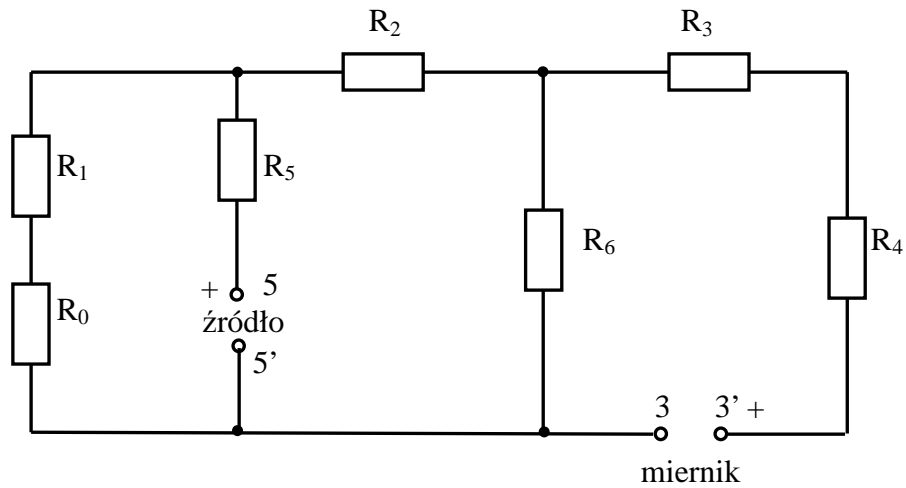 R₂
R₃
R₁
R₅
R₆
R₄
+ 5
R₀
źródło
5’
3 3’ +
miernik